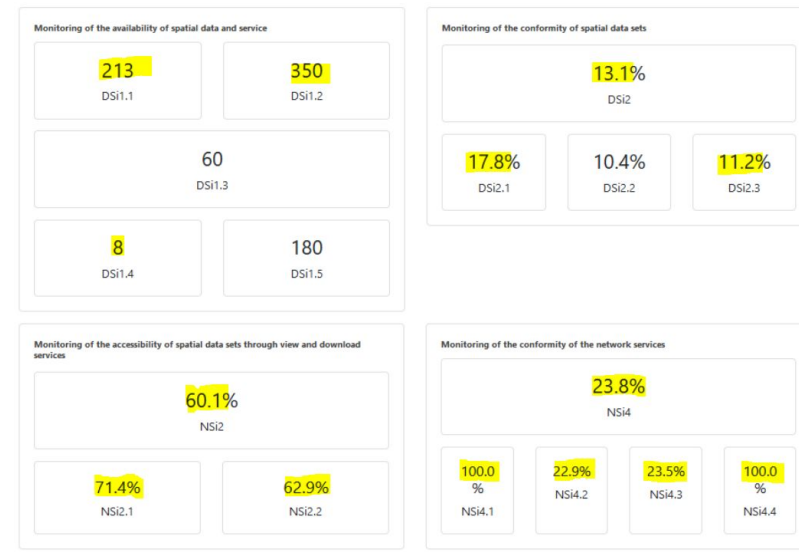 Monitoring of the availability of spatial data and service
213
DSi1.1
350
DSi1.2
60
DSi1.3
8
DSi1.4
180
DSi1.5
Monitoring of the conformity of spatial data sets
13.1%
DSi2
17.8%
DSi2.1
10.4%
DSi2.2
11.2%
DSi2.3
Monitoring of the accessibility of spatial data sets through view and download
services
60.1%
NSi2
71.4%
NSi2.1
62.9%
NSi2.2
Monitoring of the conformity of the network services
23.8%
NSi4
100.0
%
NSi4.1
22.9%
NSi4.2
23.5%
NSi4.3
100.0
%
NSi4.4